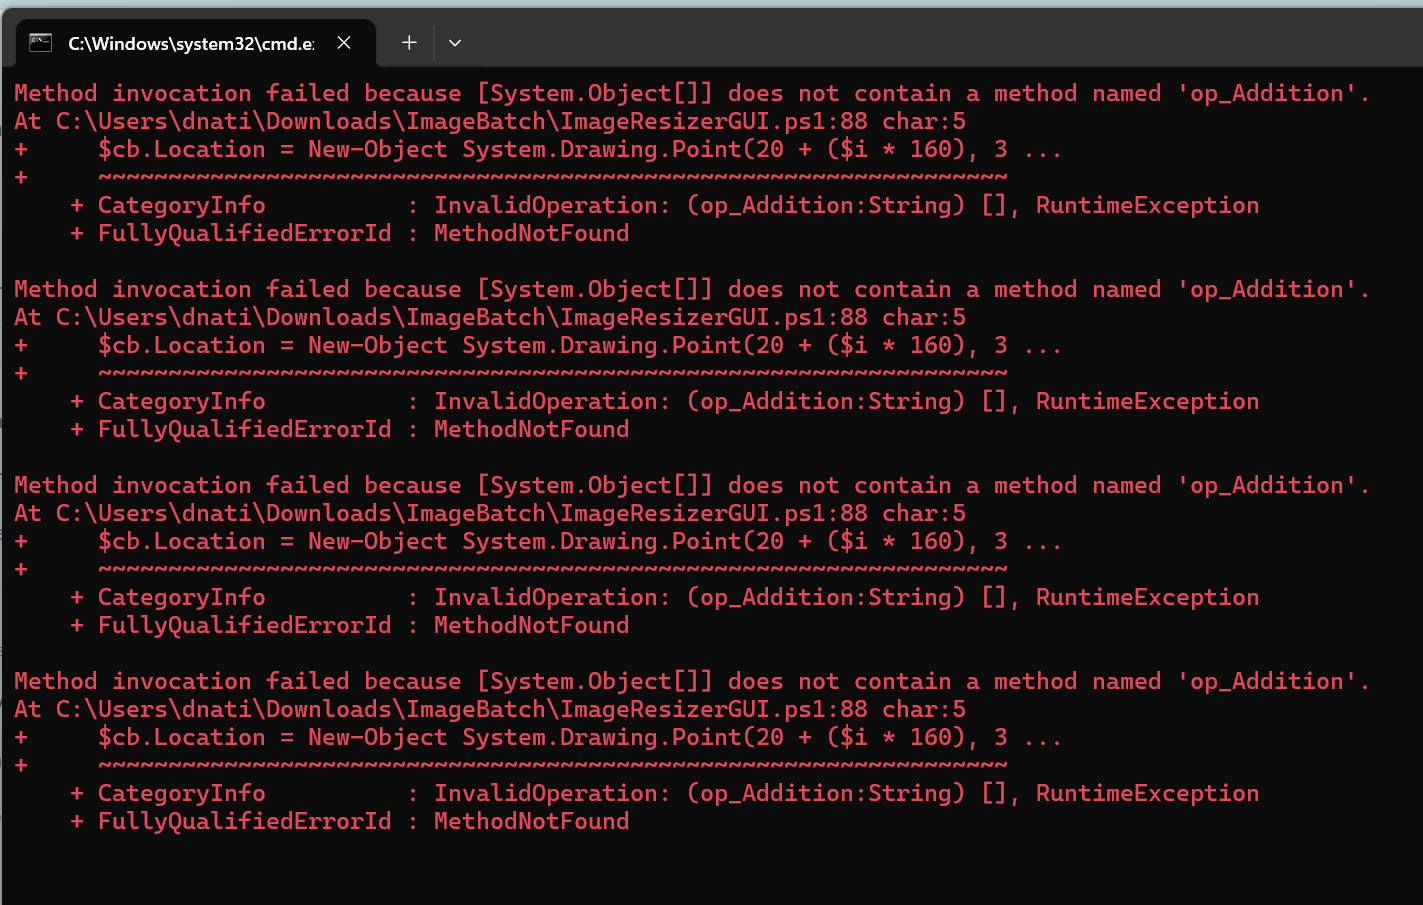 C:\Windows\system32\cmd.e
Method invocation failed because [System.Object[]] does not contain a method named 'op_Addition'.
At C:\Users\dnati\Downloads\ImageBatch\ImageResizerGUI.ps1:88 char:5
+     $cb.Location = New-Object System.Drawing.Point(20 + ($i * 160), 3 ...
+     ~~~~~~~~~~~~~~~~~~~~~~~~~~~~~~~~~~~~~~~~~~~~~~~~~~~~~~~~~~~~~~~~~
    + CategoryInfo          : InvalidOperation: (op_Addition:String) [], RuntimeException
    + FullyQualifiedErrorId : MethodNotFound

Method invocation failed because [System.Object[]] does not contain a method named 'op_Addition'.
At C:\Users\dnati\Downloads\ImageBatch\ImageResizerGUI.ps1:88 char:5
+     $cb.Location = New-Object System.Drawing.Point(20 + ($i * 160), 3 ...
+     ~~~~~~~~~~~~~~~~~~~~~~~~~~~~~~~~~~~~~~~~~~~~~~~~~~~~~~~~~~~~~~~~~
    + CategoryInfo          : InvalidOperation: (op_Addition:String) [], RuntimeException
    + FullyQualifiedErrorId : MethodNotFound

Method invocation failed because [System.Object[]] does not contain a method named 'op_Addition'.
At C:\Users\dnati\Downloads\ImageBatch\ImageResizerGUI.ps1:88 char:5
+     $cb.Location = New-Object System.Drawing.Point(20 + ($i * 160), 3 ...
+     ~~~~~~~~~~~~~~~~~~~~~~~~~~~~~~~~~~~~~~~~~~~~~~~~~~~~~~~~~~~~~~~~~
    + CategoryInfo          : InvalidOperation: (op_Addition:String) [], RuntimeException
    + FullyQualifiedErrorId : MethodNotFound

Method invocation failed because [System.Object[]] does not contain a method named 'op_Addition'.
At C:\Users\dnati\Downloads\ImageBatch\ImageResizerGUI.ps1:88 char:5
+     $cb.Location = New-Object System.Drawing.Point(20 + ($i * 160), 3 ...
+     ~~~~~~~~~~~~~~~~~~~~~~~~~~~~~~~~~~~~~~~~~~~~~~~~~~~~~~~~~~~~~~~~~
    + CategoryInfo          : InvalidOperation: (op_Addition:String) [], RuntimeException
    + FullyQualifiedErrorId : MethodNotFound